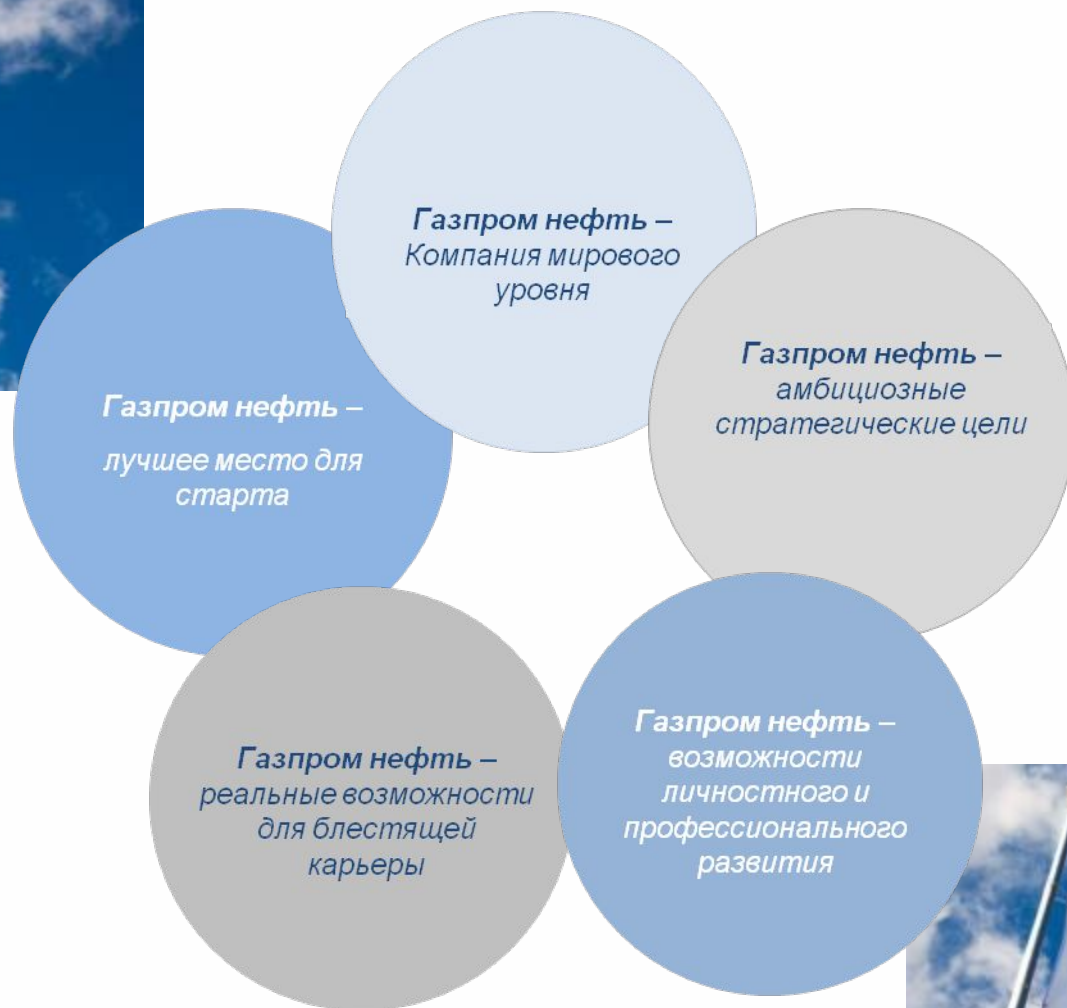 Газпром нефть –
Компания мирового
уровня
Газпром нефть –
амбициозные
стратегические цели
Газпром нефть –
лучшее место для
старта
Газпром нефть –
возможности
личностного и
профессионального
развития
Газпром нефть –
реальные возможности
для блестящей
карьеры